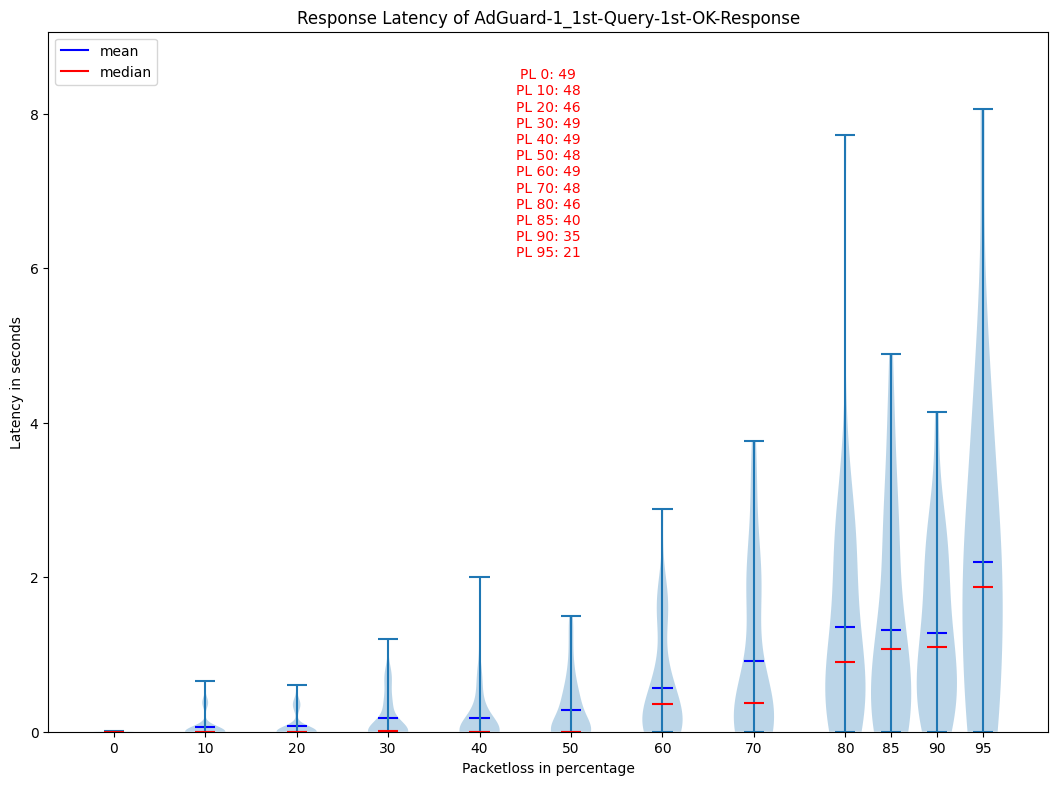 Response Latency of AdGuard-1_1st-Query-1st-OK-Response
mean
median
PL 0: 49
PL 10: 48
PL 20: 46
PL 30: 49
PL 40: 49
PL 50: 48
PL 60: 49
PL 70: 48
PL 80: 46
PL 85: 40
PL 90: 35
PL 95: 21
Latency in seconds
8
6
4
2
0
0 10 20 30 40 50 60 70 80 85 90 95
Packetloss in percentage